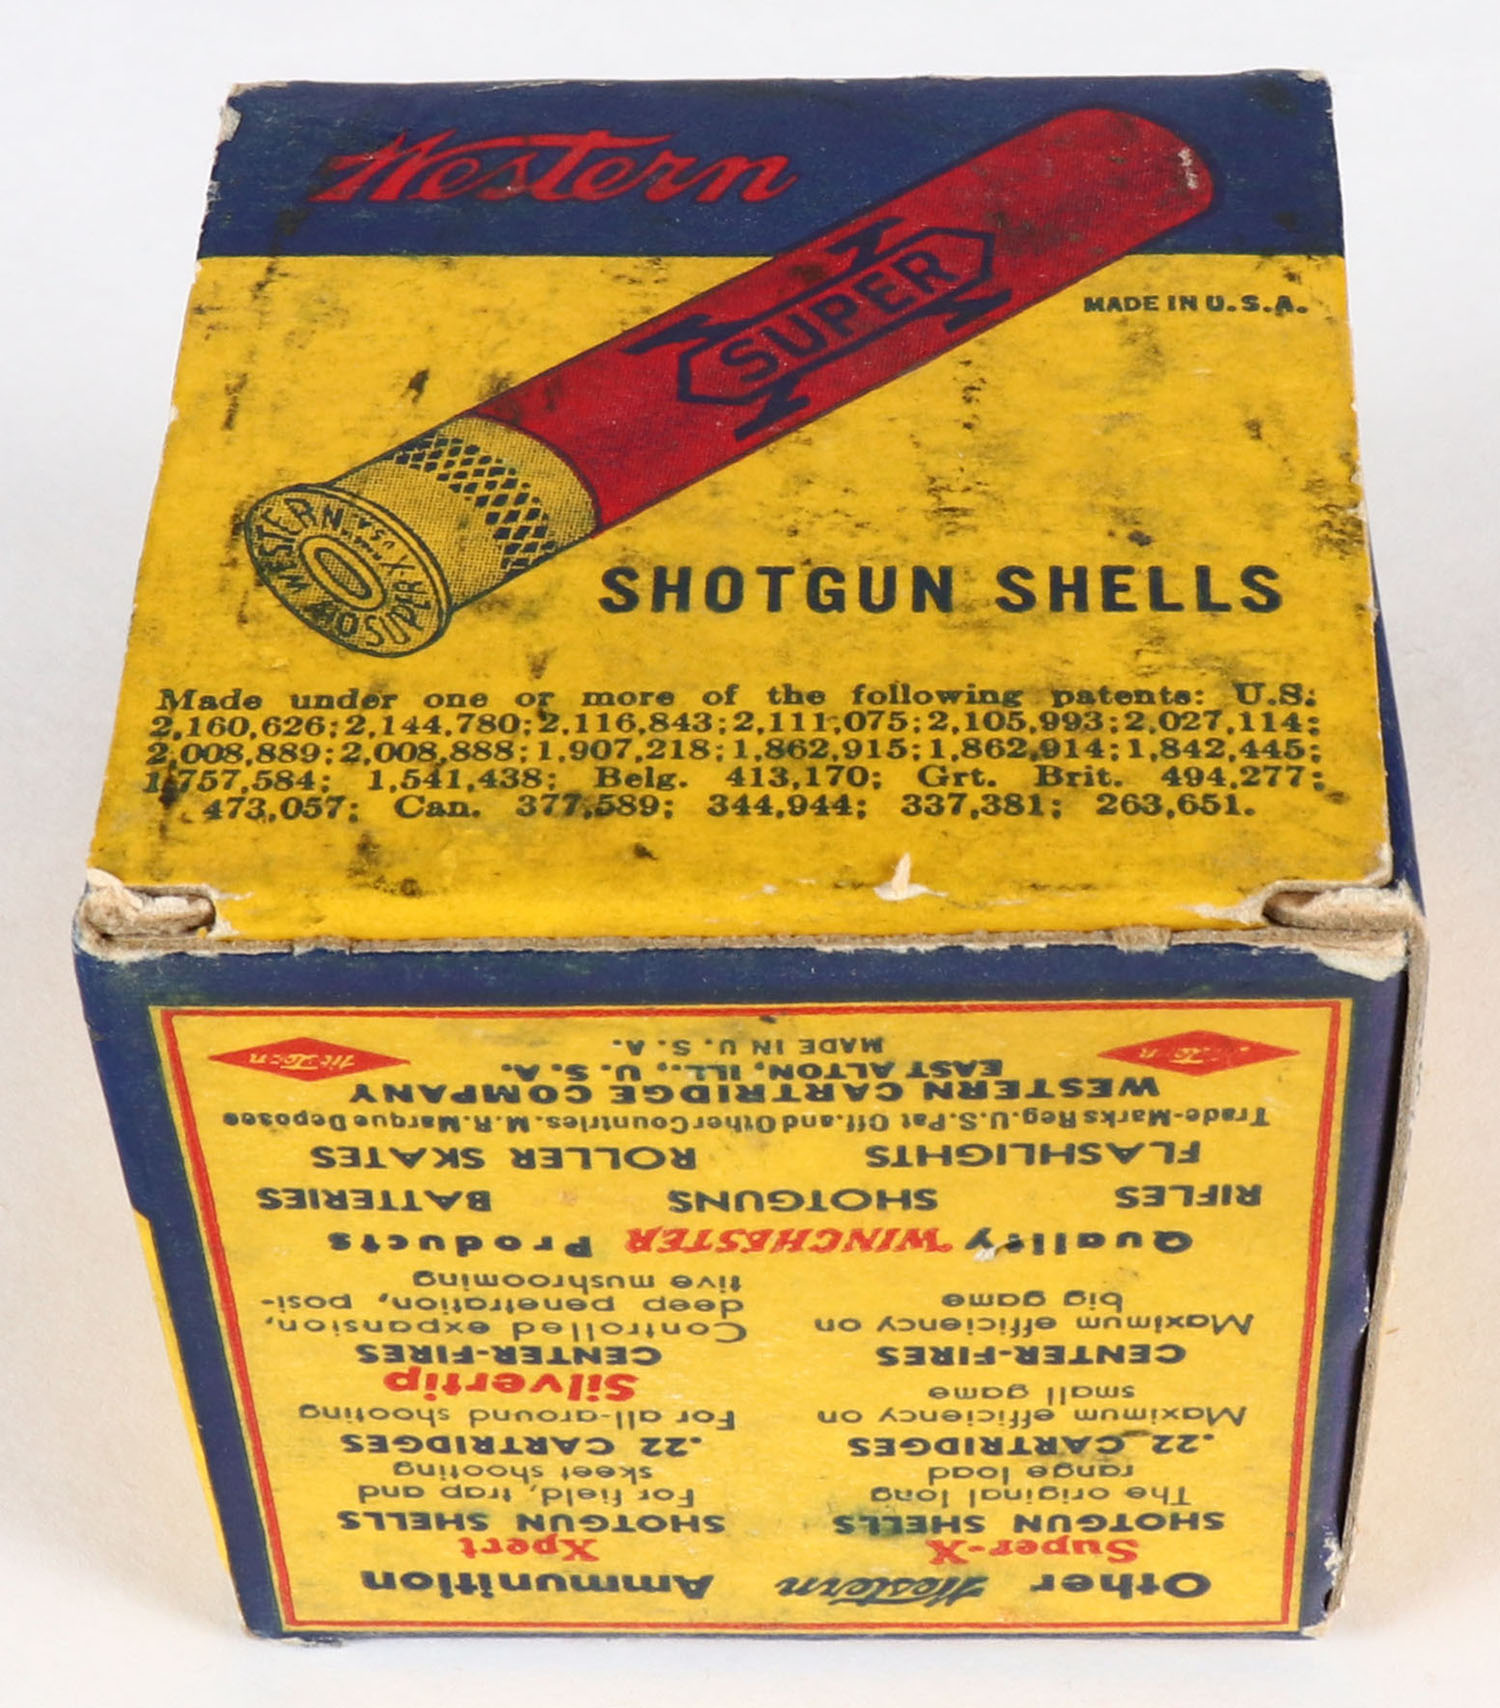 Western
SUPER
MADE IN U.S.A.
WESTERN
MADE IN USA
No 410 SUPER X
SHOTGUN SHELLS
Made under one or more of the following patents: U.S:
2,160,626; 2,144,780; 2,116,843; 2,111,075; 2,105,993; 2,027,114;
2,008,889; 2,008,888; 1,907,218; 1,862,915; 1,862,914; 1,842,445;
1,757,584; 1,541,438; Belg. 413,170; Grt. Brit. 494,277;
473,057; Can. 377,589; 344,944; 337,381; 263,651.
Other Western Ammunition
Super-X
SHOTGUN SHELLS
The original long
range load
.22 CARTRIDGES
Maximum efficiency on
small game
CENTER-FIRES
Maximum efficiency on
big game
Xpert
SHOTGUN SHELLS
For field, trap and
skeet shooting
.22 CARTRIDGES
For all-around shooting
Silvertip
CENTER-FIRES
Controlled expansion,
deep penetration, posi-
tive mushrooming
Quality WINCHESTER Products
RIFLES SHOTGUNS BATTERIES
FLASHLIGHTS ROLLER SKATES
Trade-Marks Reg. U.S. Pat Off. and Other Countries. M.R. Marque Deposee
WESTERN CARTRIDGE COMPANY
EAST ALTON, ILL., U. S. A.
MADE IN U. S. A.